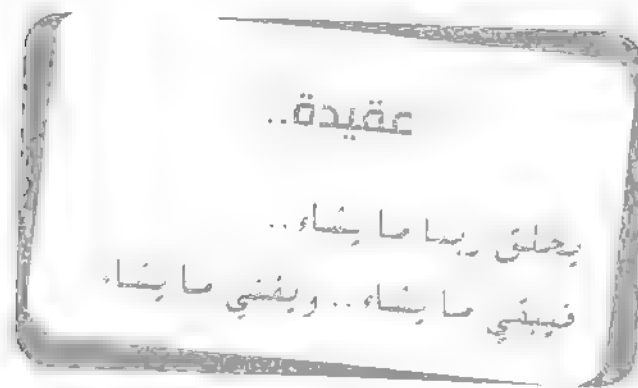 عقيدة..
يخلق ربنا ما يشاء..
فيبقي ما يشاء.. ويفني ما يشاء